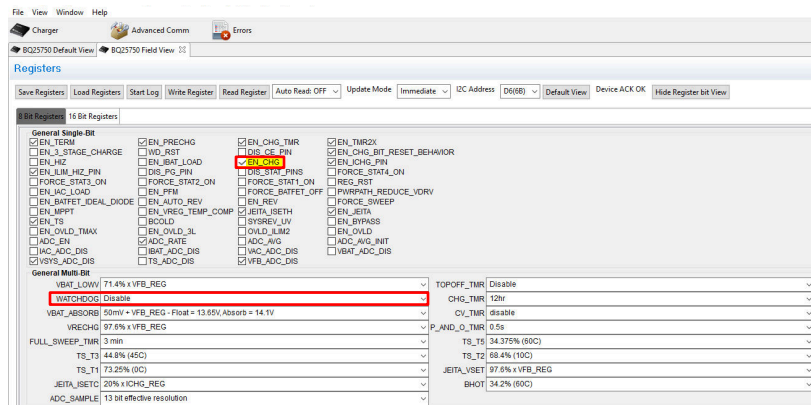 File View Window Help
Charger Advanced Comm Errors
BQ25750 Default View BQ25750 Field View
Registers
Save Registers Load Registers Start Log Write Register Read Register Auto Read: OFF Update Mode Immediate I2C Address D6(6B) Default View Device ACK OK Hide Register bit View
8 Bit Registers 16 Bit Registers
General Single-Bit
EN_TERM EN_PRECHG EN_CHG_TMR EN_TMR2X
EN_3_STAGE_CHARGE WD_RST DIS_CE_PIN EN_CHG_BIT_RESET_BEHAVIOR
EN_HIZ EN_IBAT_LOAD EN_CHG EN_ICHG_PIN
EN_ILIM_HIZ_PIN DIS_PG_PIN DIS_STAT_PINS FORCE_STAT4_ON
FORCE_STAT3_ON FORCE_STAT2_ON FORCE_STAT1_ON REG_RST
EN_IAC_LOAD EN_PFM FORCE_BATFET_OFF PWRPATH_REDUCE_VDRV
EN_BATFET_IDEAL_DIODE EN_AUTO_REV EN_REV FORCE_SWEEP
EN_MPPT EN_VREG_TEMP_COMP JEITA_ISETH EN_JEITA
EN_TS BCOLD SYSREV_UV EN_BYPASS
EN_OVLD_TMAX EN_OVLD_3L OVLD_ILIM2 EN_OVLD
ADC_EN ADC_RATE ADC_AVG ADC_AVG_INIT
IAC_ADC_DIS IBAT_ADC_DIS VAC_ADC_DIS VBAT_ADC_DIS
VSYS_ADC_DIS TS_ADC_DIS VFB_ADC_DIS
General Multi-Bit
VBAT_LOWV 71.4% x VFB_REG TOPOFF_TMR Disable
WATCHDOG Disable CHG_TMR 12hr
VBAT_ABSORB 50mV + VFB_REG - Float = 13.65V, Absorb = 14.1V CV_TMR disable
VRECHG 97.6% x VFB_REG P_AND_O_TMR 0.5s
FULL_SWEEP_TMR 3 min TS_T5 34.375% (60C)
TS_T3 44.8% (45C) TS_T2 68.4% (10C)
TS_T1 73.25% (0C) JEITA_VSET 97.6% x VFB_REG
JEITA_ISETC 20% x ICHG_REG BHOT 34.2% (60C)
ADC_SAMPLE 13 bit effective resolution